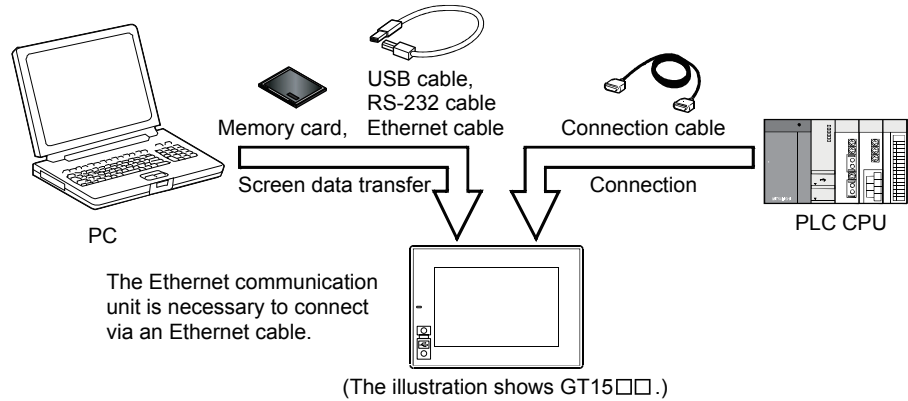 USB cable,
RS-232 cable
Memory card, Ethernet cable
Connection cable
Screen data transfer
Connection
PC
PLC CPU
The Ethernet communication
unit is necessary to connect
via an Ethernet cable.
(The illustration shows GT15□□.)